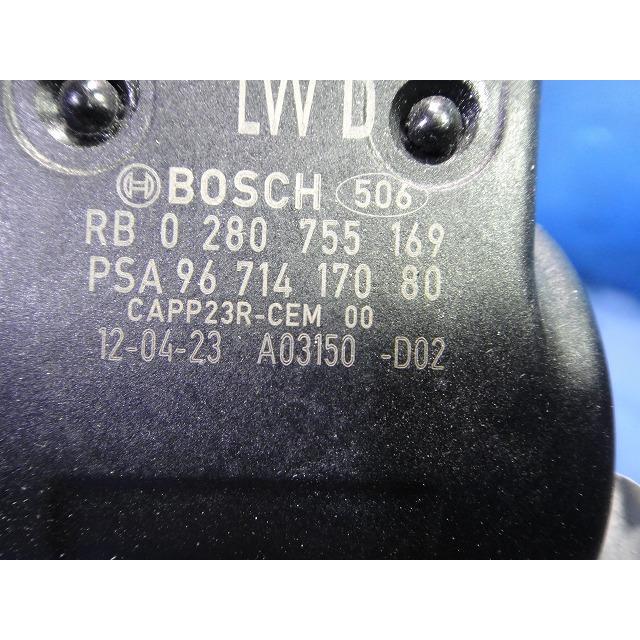 LW D
BOSCH 506
RB 0 280 755 169
PSA 96 714 170 80
CAPP23R-CEM 00
12-04-23 A03150 -D02